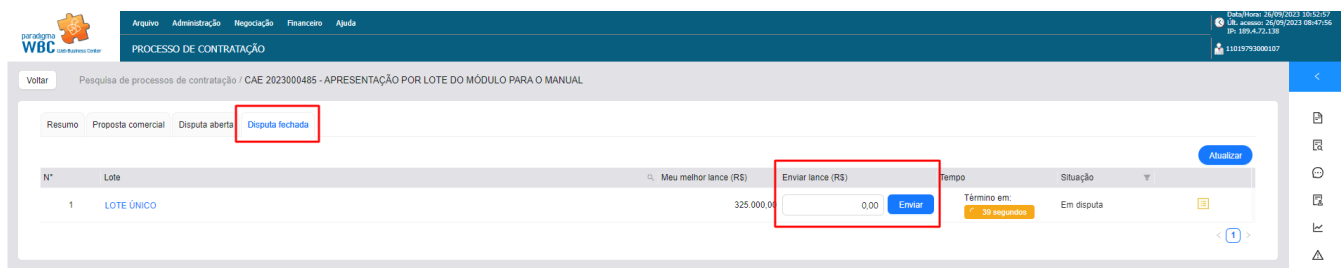 Data/Hora: 26/09/2023 10:52:57
Últ. acesso: 26/09/2023 08:47:56
IP: 189.4.72.138
11019793000107
paradigma
WBC Web Business Center
Arquivo Administração Negociação Financeiro Ajuda
PROCESSO DE CONTRATAÇÃO
Voltar Pesquisa de processos de contratação / CAE 2023000485 - APRESENTAÇÃO POR LOTE DO MÓDULO PARA O MANUAL
Resumo Proposta comercial Disputa aberta Disputa fechada
Atualizar
N° Lote Meu melhor lance (R$) Enviar lance (R$) Tempo Situação
1 LOTE ÚNICO 325.000,00 0,00 Enviar Término em: Em disputa
39 segundos
< 1 >